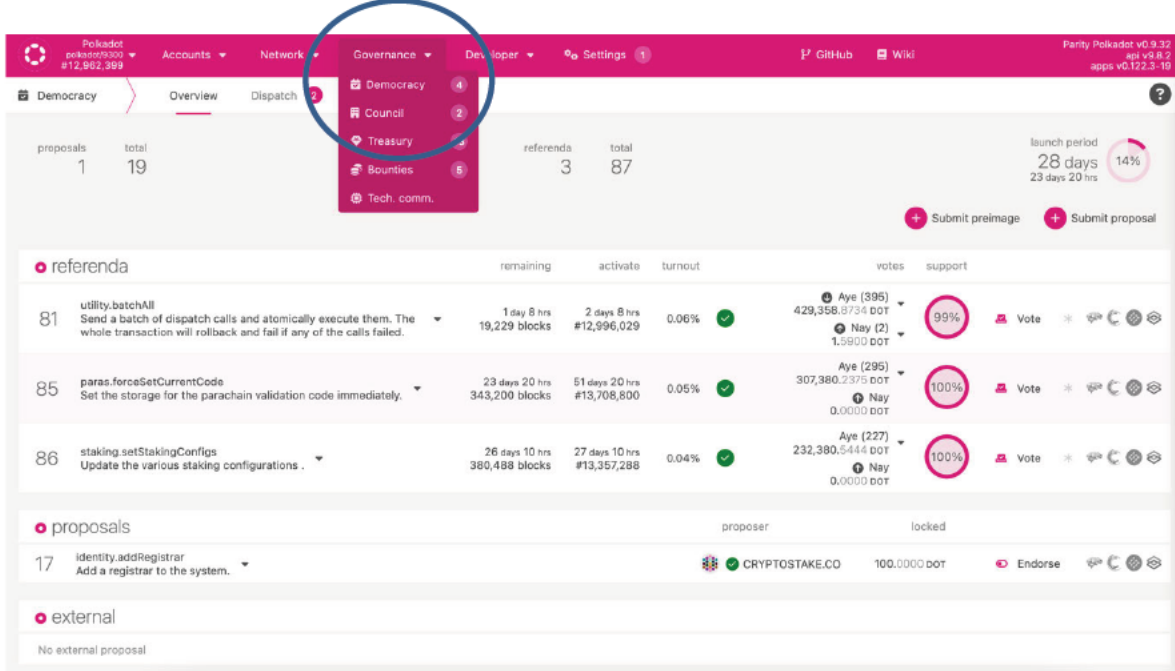 Polkadot
polkadot/9300
#12,962,399
Accounts
Network
Governance
Developer
Settings 1
GitHub
Wiki
Parity Polkadot v0.9.32
api v9.8.2
apps v0.122.3-19
Democracy
Overview
Dispatch 2
Democracy 4
Council 2
Treasury
Bounties 5
Tech. comm.
?
proposals
1
total
19
referenda
3
total
87
launch period
28 days
23 days 20 hrs
14%
Submit preimage
Submit proposal
referenda remaining activate turnout votes support
81
utility.batchAll
Send a batch of dispatch calls and atomically execute them. The
whole transaction will rollback and fail if any of the calls failed.
1 day 8 hrs
19,229 blocks
2 days 8 hrs
#12,996,029
0.06%
Aye (395)
429,358.8734 DOT
Nay (2)
1.5900 DOT
99%
Vote
85
paras.forceSetCurrentCode
Set the storage for the parachain validation code immediately.
23 days 20 hrs
343,200 blocks
51 days 20 hrs
#13,708,800
0.05%
Aye (295)
307,380.2375 DOT
Nay
0.0000 DOT
100%
Vote
86
staking.setStakingConfigs
Update the various staking configurations .
26 days 10 hrs
380,488 blocks
27 days 10 hrs
#13,357,288
0.04%
Aye (227)
232,380.5444 DOT
Nay
0.0000 DOT
100%
Vote
proposals proposer locked
17
identity.addRegistrar
Add a registrar to the system.
CRYPTOSTAKE.CO
100.0000 DOT
Endorse
external
No external proposal